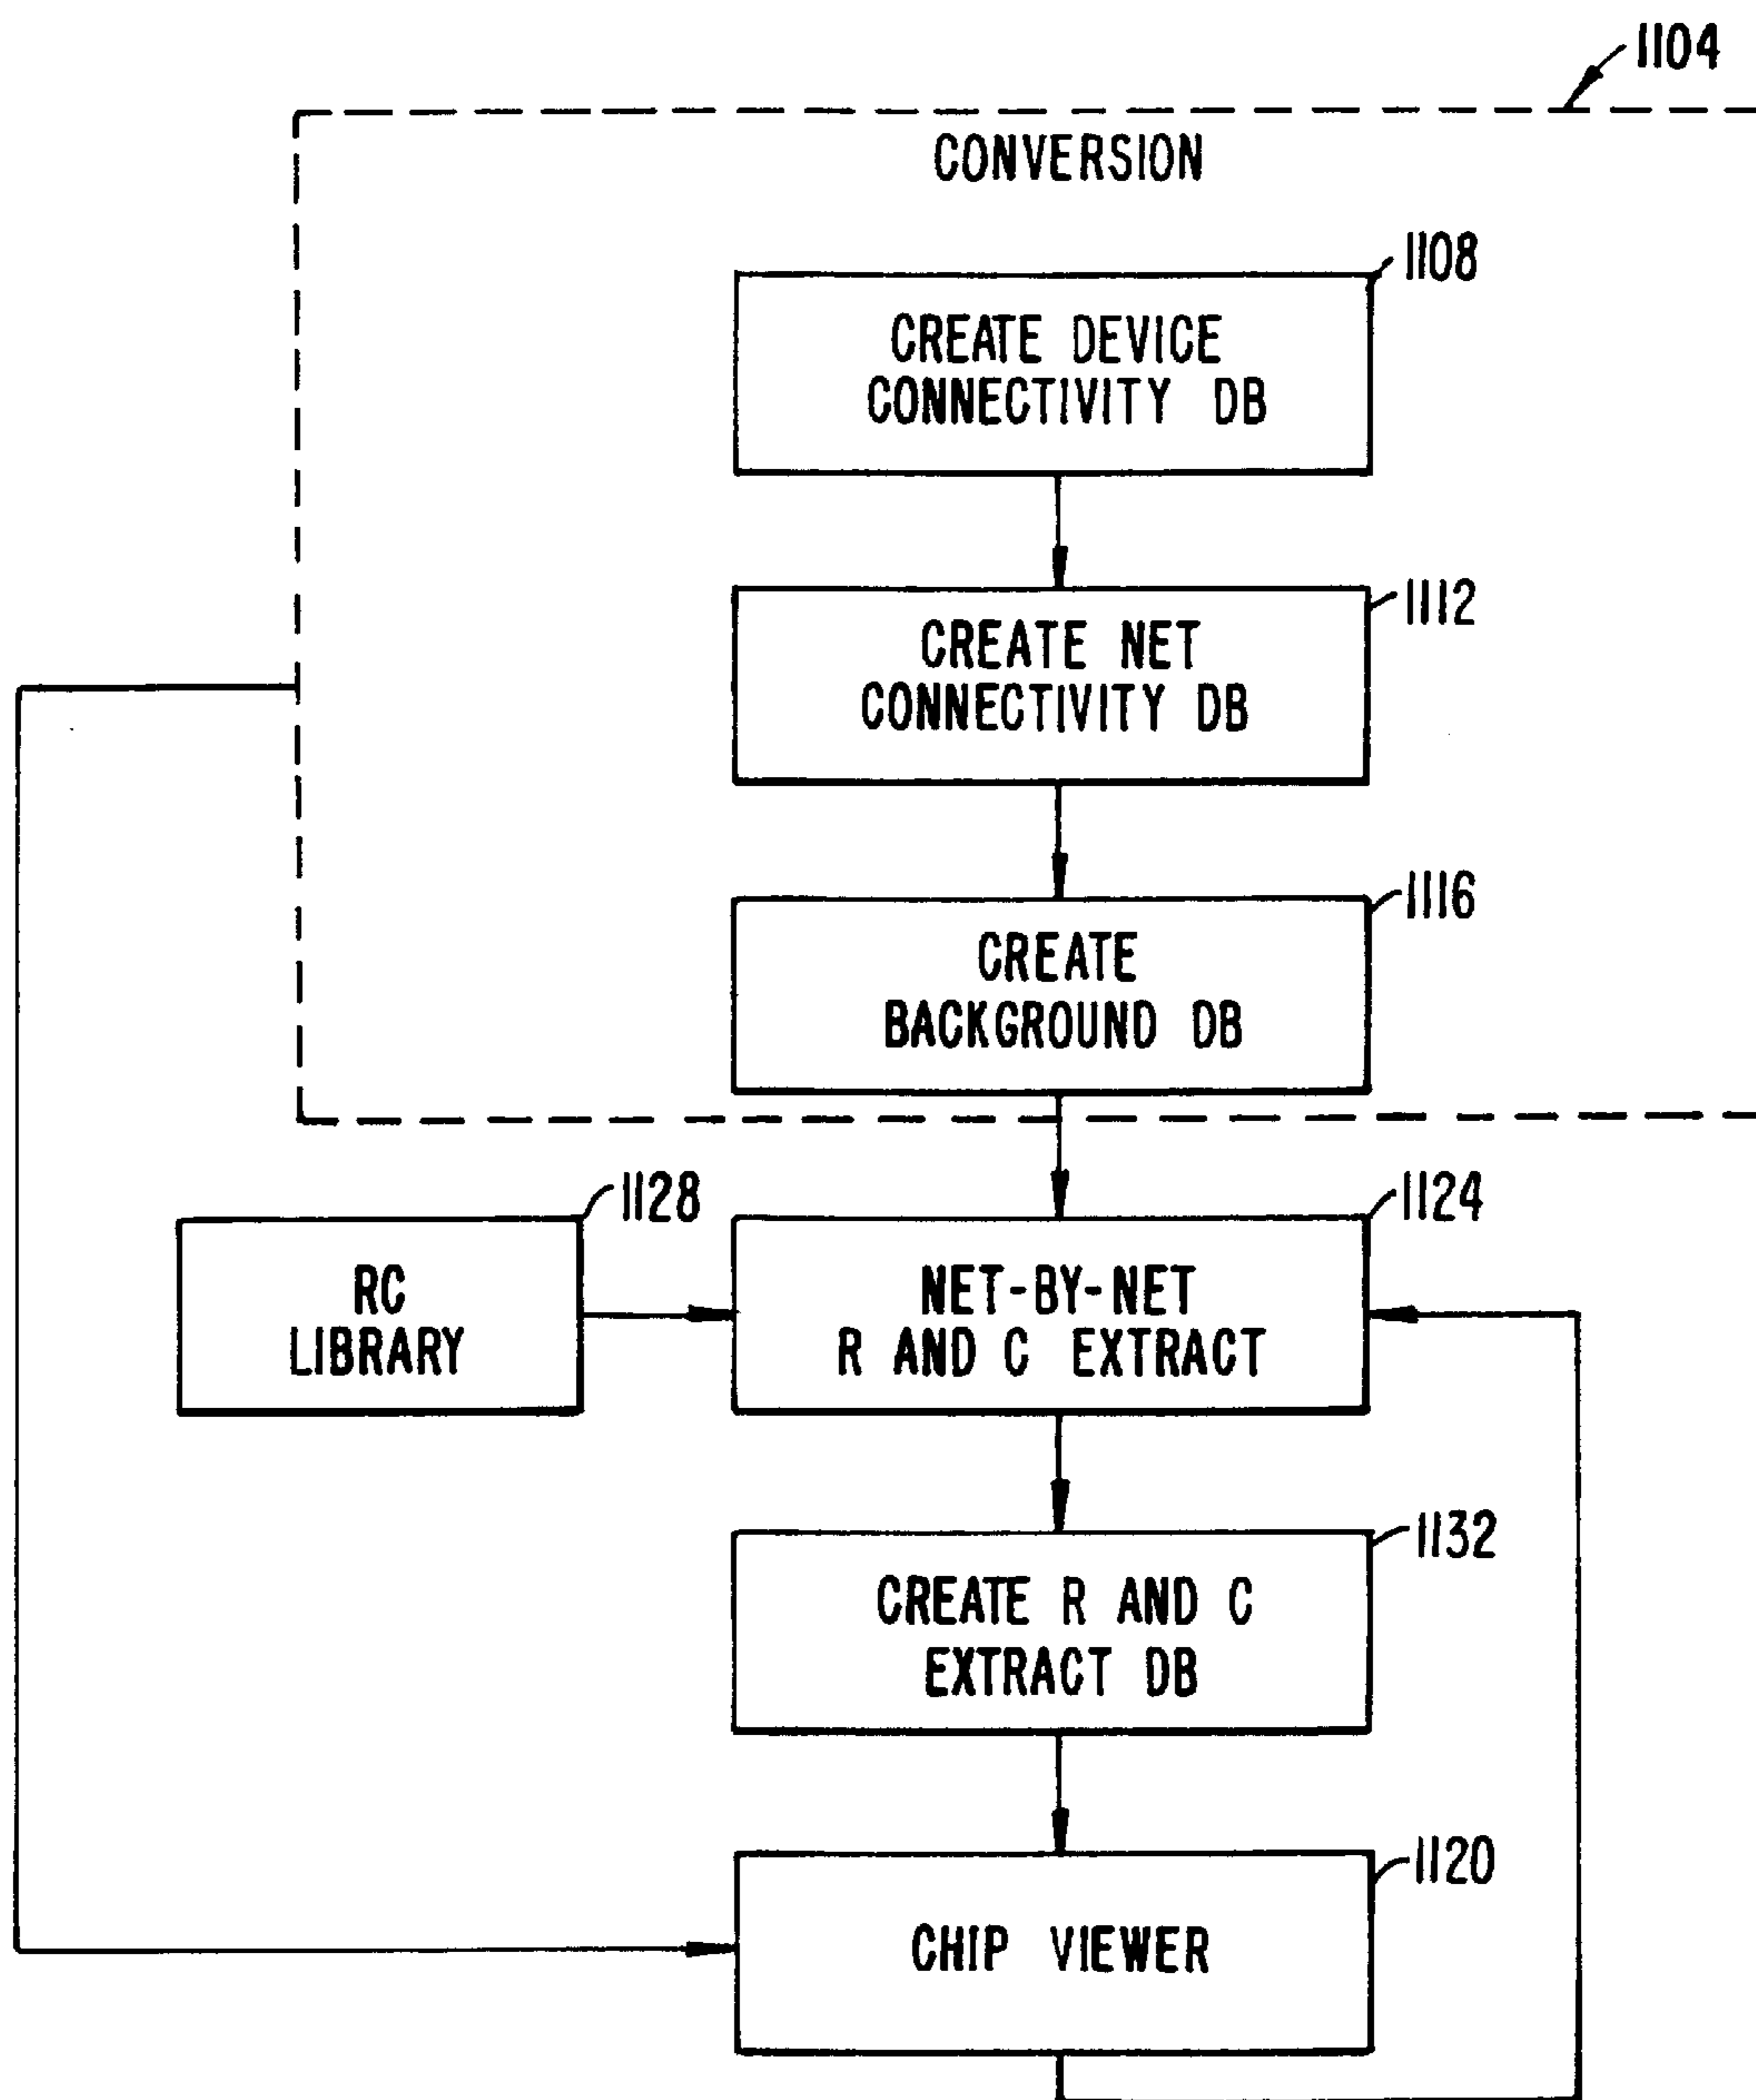 1104
CONVERSION
1108
CREATE DEVICE
CONNECTIVITY DB
1112
CREATE NET
CONNECTIVITY DB
1116
CREATE
BACKGROUND DB
1128
RC
LIBRARY
1124
NET-BY-NET
R AND C EXTRACT
1132
CREATE R AND C
EXTRACT DB
1120
CHIP VIEWER